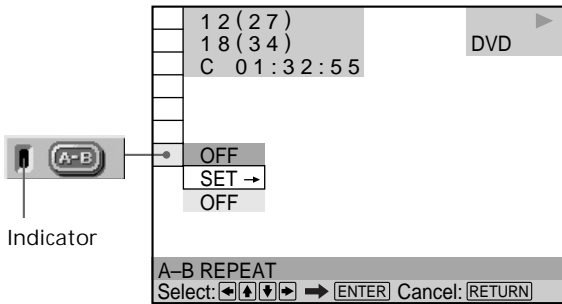 12(27)
18(34)
C 01:32:55
DVD
A-B
OFF
SET →
OFF
Indicator
A–B REPEAT
Select: ← ↑ ↓ → ➡ ENTER Cancel: RETURN